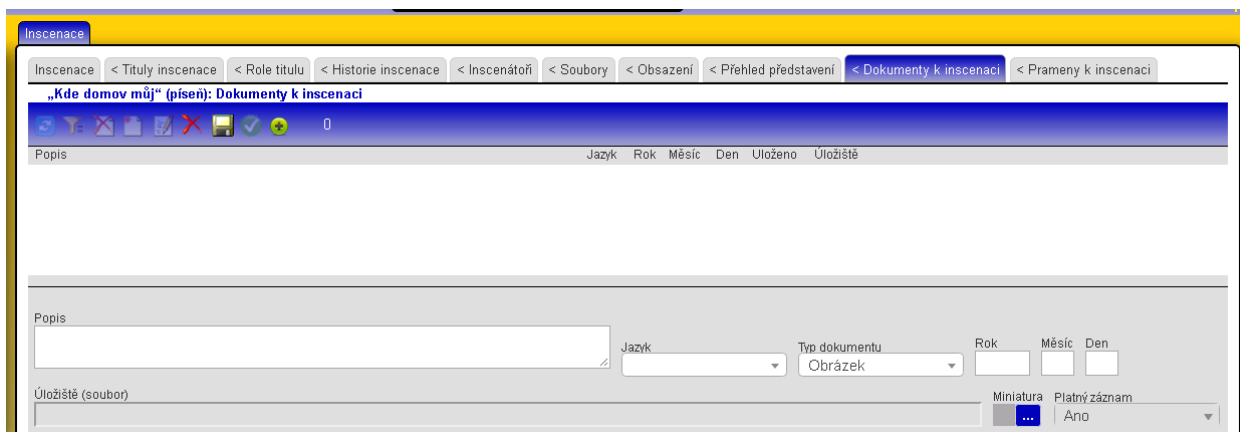 Inscenace
Inscenace < Tituly inscenace < Role titulu < Historie inscenace < Inscenátoři < Soubory < Obsazení < Přehled představení < Dokumenty k inscenaci < Prameny k inscenaci
„Kde domov můj“ (píseň): Dokumenty k inscenaci
0
Popis Jazyk Rok Měsíc Den Uloženo Úložiště
Popis
Jazyk Typ dokumentu Rok Měsíc Den
Obrázek
Úložiště (soubor) Miniatura Platný záznam
... Ano